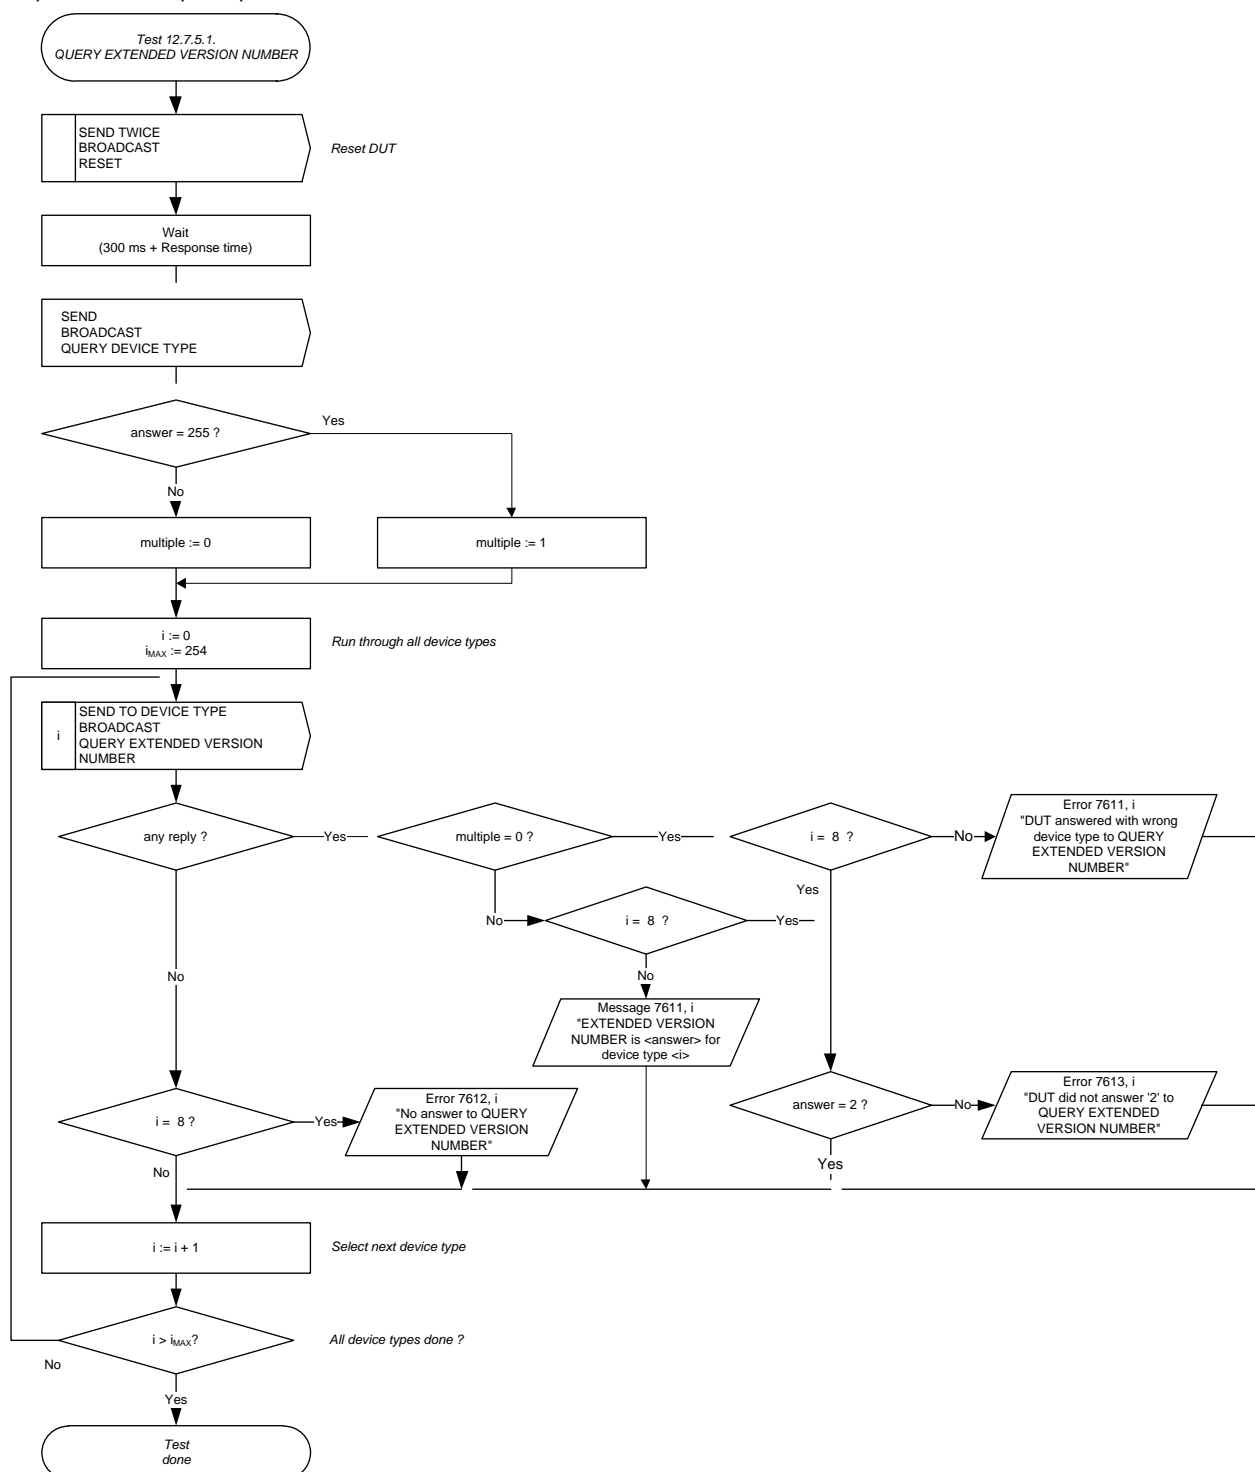 Test 12.7.5.1.
QUERY EXTENDED VERSION NUMBER
SEND TWICE
BROADCAST
RESET
Reset DUT
Wait
(300 ms + Response time)
SEND
BROADCAST
QUERY DEVICE TYPE
answer = 255 ?
Yes
No
multiple := 0
multiple := 1
i := 0
iMAX := 254
Run through all device types
i
SEND TO DEVICE TYPE
BROADCAST
QUERY EXTENDED VERSION
NUMBER
any reply ?
Yes
multiple = 0 ?
Yes
i = 8 ?
No
Error 7611, i
"DUT answered with wrong
device type to QUERY
EXTENDED VERSION
NUMBER"
Yes
No
i = 8 ?
Yes
No
No
Message 7611, i
"EXTENDED VERSION
NUMBER is <answer> for
device type <i>
i = 8 ?
Yes
Error 7612, i
"No answer to QUERY
EXTENDED VERSION
NUMBER"
answer = 2 ?
No
Error 7613, i
"DUT did not answer '2' to
QUERY EXTENDED
VERSION NUMBER"
Yes
No
i := i + 1
Select next device type
i > iMAX?
All device types done ?
No
Yes
Test
done